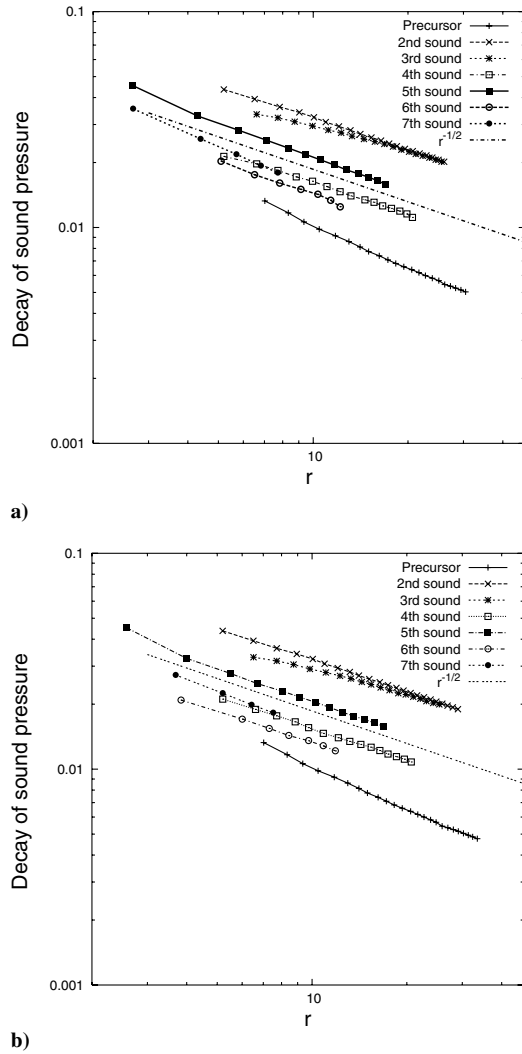 0.1
0.01
0.001
Decay of sound pressure
10
r
Precursor
2nd sound
3rd sound
4th sound
5th sound
6th sound
7th sound
r-1/2
a)
0.1
0.01
0.001
Decay of sound pressure
10
r
Precursor
2nd sound
3rd sound
4th sound
5th sound
6th sound
7th sound
r-1/2
b)